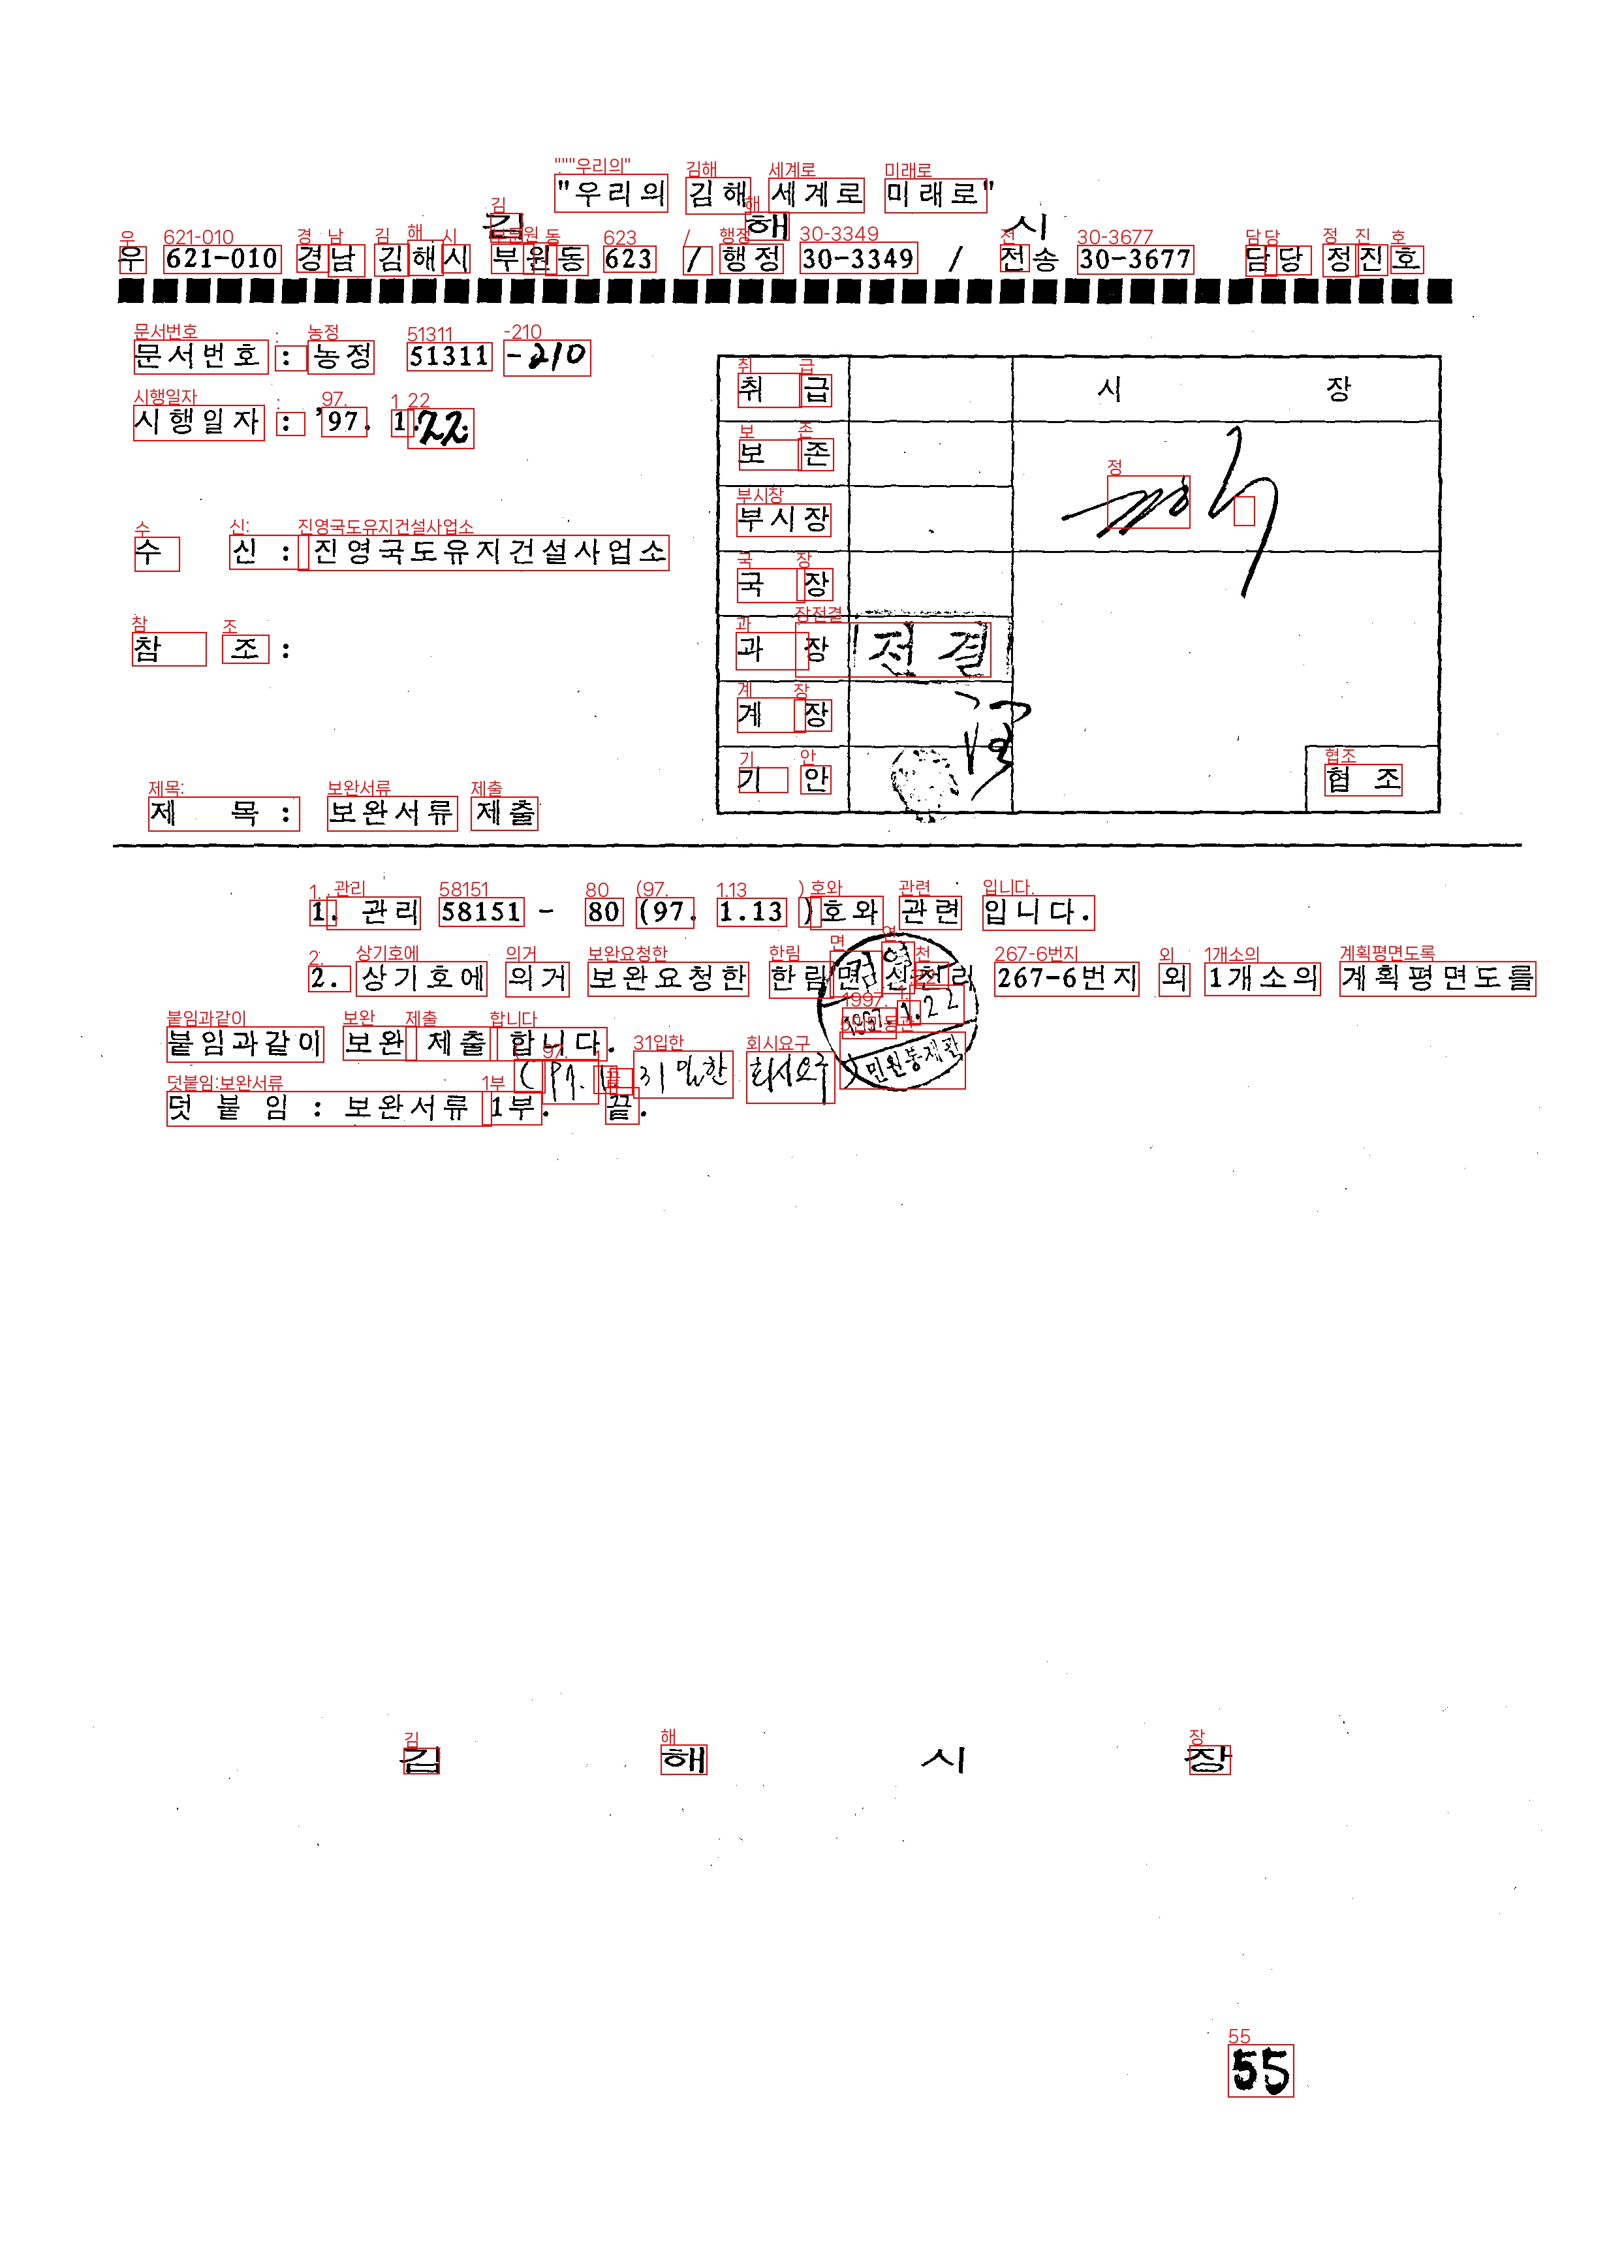 "우리의 김해 세계로 미래로"
김 해 시
우 621-010 경남 김해시 부원동 623 / 행정 30-3349 / 전송 30-3677 담당 정진호
문서번호 : 농정 51311 -210
시행일자 : '97. 1. 22.
수 신 : 진영국도유지건설사업소
참 조 :
제 목 : 보완서류 제출
취 급
시 장
보 존
부시장
국 장
과 장 전결
계 장
기 안
협 조
1. 관리 58151 - 80 (97. 1.13 )호와 관련 입니다.
2. 상기호에 의거 보완요청한 한림면 신천리 267-6번지 외 1개소의 계획평면도를
붙임과같이 보완 제출 합니다.
( 97. 1. 31 일한 회시요구 )
덧 붙 임 : 보완서류 1부. 끝.
검열
1997. 1. 22
민원통제관
김 해 시 장
55